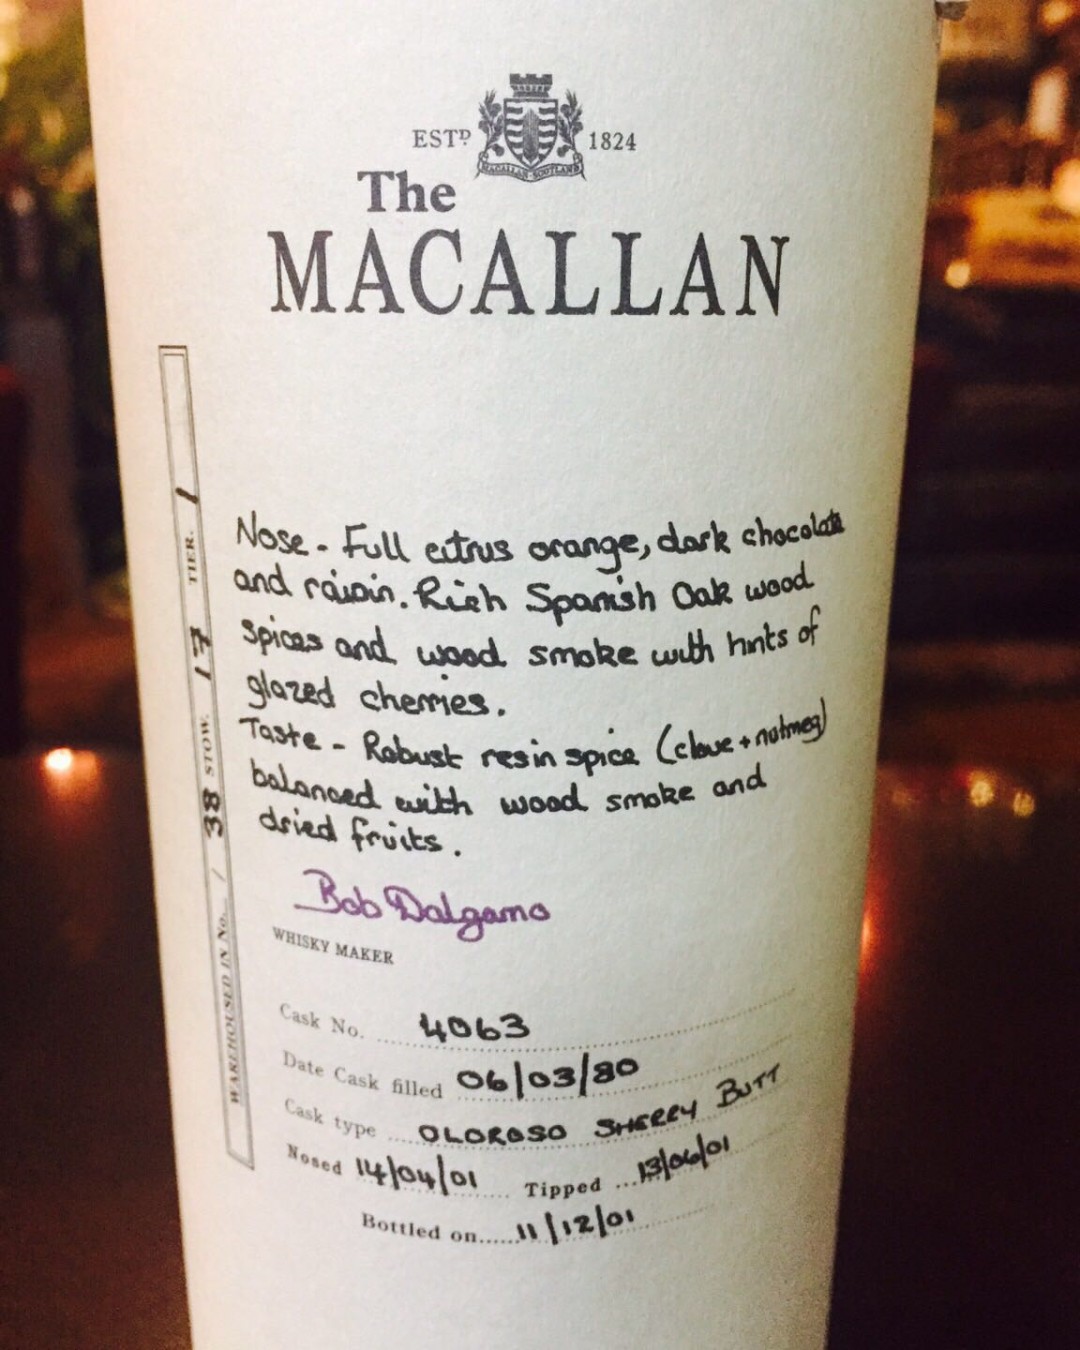 ESTD 1824
MACALLAN SCOTLAND
The
MACALLAN
Nose - Full citrus orange, dark chocolate
and raisin. Rich Spanish Oak wood
spices and wood smoke with hints of
glazed cherries.
Taste - Robust resin spice (clove + nutmeg)
balanced with wood smoke and
dried fruits.
Bob Dalgarno
WHISKY MAKER
WAREHOUSED IN No. 1 38 STOW. 17 TIER. 1
Cask No. 4063
Date Cask filled 06/03/80
Cask type OLOROSO SHERRY BUTT
Nosed 14/04/01 Tipped 13/06/01
Bottled on 11/12/01